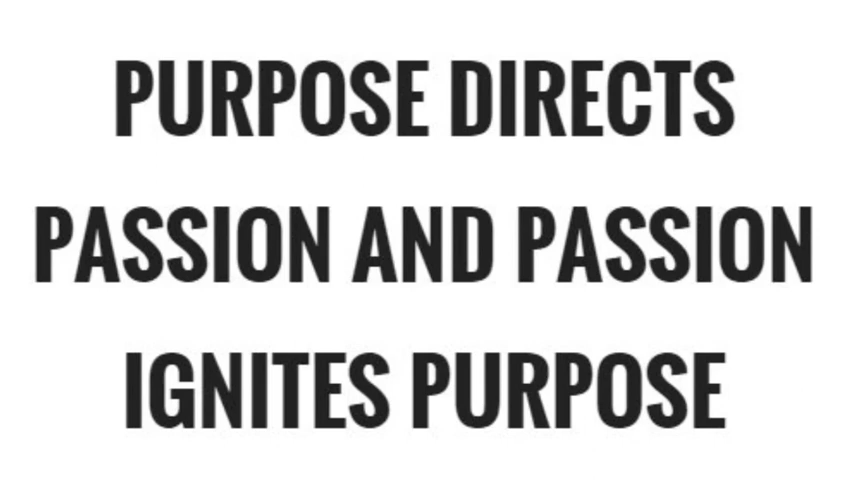 PURPOSE DIRECTS
PASSION AND PASSION
IGNITES PURPOSE